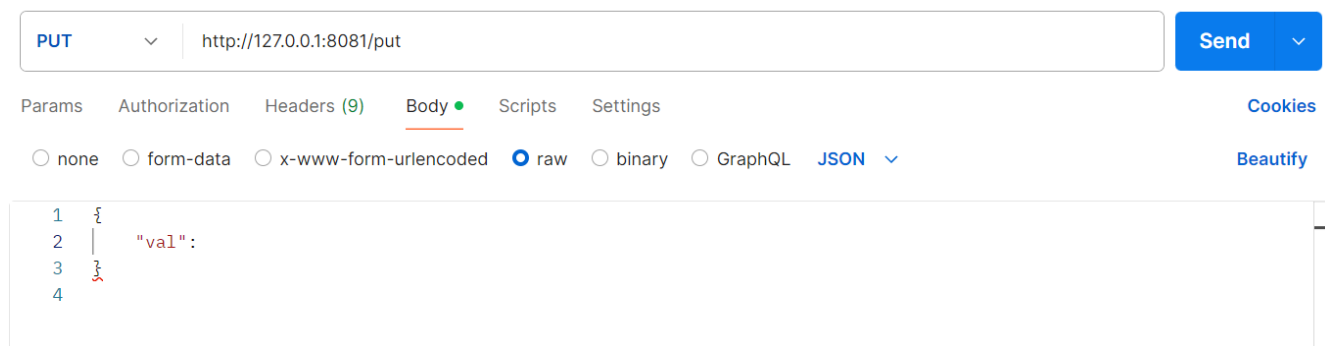 PUT http://127.0.0.1:8081/put Send
Params Authorization Headers (9) Body Scripts Settings Cookies
none form-data x-www-form-urlencoded raw binary GraphQL JSON Beautify
1 {
2 "val":
3 }
4